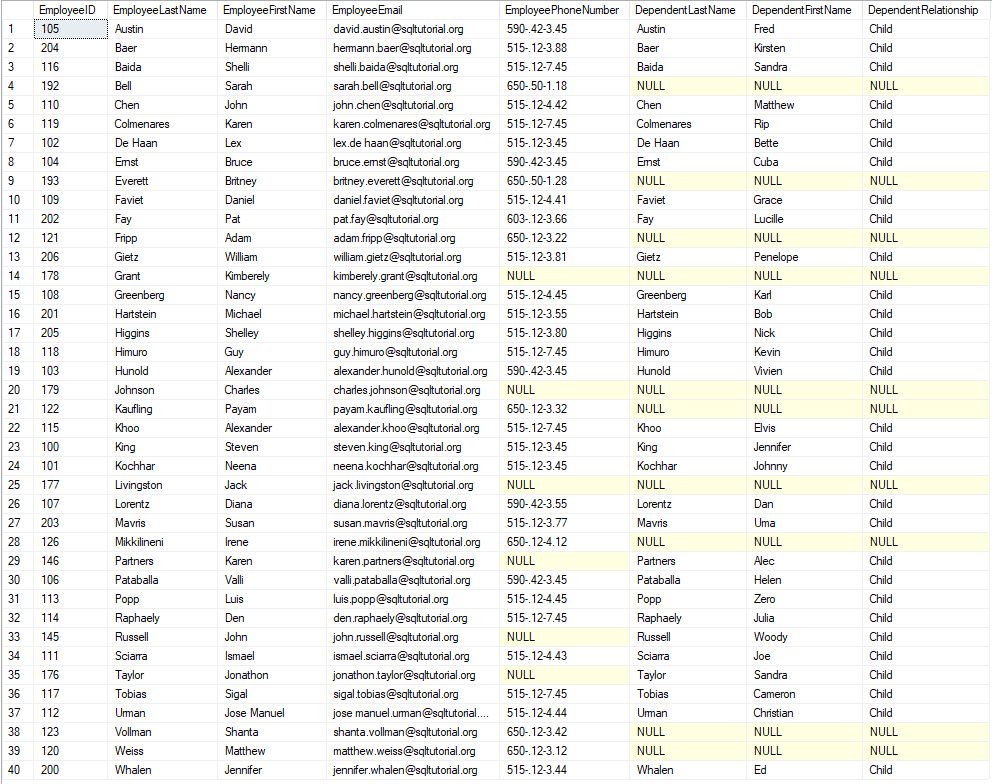 EmployeeID EmployeeLastName EmployeeFirstName EmployeeEmail EmployeePhoneNumber DependentLastName DependentFirstName DependentRelationship
1 105 Austin David david.austin@sqltutorial.org 590-.42-3.45 Austin Fred Child
2 204 Baer Hermann hermann.baer@sqltutorial.org 515-.12-3.88 Baer Kirsten Child
3 116 Baida Shelli shelli.baida@sqltutorial.org 515-.12-7.45 Baida Sandra Child
4 192 Bell Sarah sarah.bell@sqltutorial.org 650-.50-1.18 NULL NULL NULL
5 110 Chen John john.chen@sqltutorial.org 515-.12-4.42 Chen Matthew Child
6 119 Colmenares Karen karen.colmenares@sqltutorial.org 515-.12-7.45 Colmenares Rip Child
7 102 De Haan Lex lex.de haan@sqltutorial.org 515-.12-3.45 De Haan Bette Child
8 104 Ernst Bruce bruce.ernst@sqltutorial.org 590-.42-3.45 Ernst Cuba Child
9 193 Everett Britney britney.everett@sqltutorial.org 650-.50-1.28 NULL NULL NULL
10 109 Faviet Daniel daniel.faviet@sqltutorial.org 515-.12-4.41 Faviet Grace Child
11 202 Fay Pat pat.fay@sqltutorial.org 603-.12-3.66 Fay Lucille Child
12 121 Fripp Adam adam.fripp@sqltutorial.org 650-.12-3.22 NULL NULL NULL
13 206 Gietz William william.gietz@sqltutorial.org 515-.12-3.81 Gietz Penelope Child
14 178 Grant Kimberely kimberely.grant@sqltutorial.org NULL NULL NULL NULL
15 108 Greenberg Nancy nancy.greenberg@sqltutorial.org 515-.12-4.45 Greenberg Karl Child
16 201 Hartstein Michael michael.hartstein@sqltutorial.org 515-.12-3.55 Hartstein Bob Child
17 205 Higgins Shelley shelley.higgins@sqltutorial.org 515-.12-3.80 Higgins Nick Child
18 118 Himuro Guy guy.himuro@sqltutorial.org 515-.12-7.45 Himuro Kevin Child
19 103 Hunold Alexander alexander.hunold@sqltutorial.org 590-.42-3.45 Hunold Vivien Child
20 179 Johnson Charles charles.johnson@sqltutorial.org NULL NULL NULL NULL
21 122 Kaufling Payam payam.kaufling@sqltutorial.org 650-.12-3.32 NULL NULL NULL
22 115 Khoo Alexander alexander.khoo@sqltutorial.org 515-.12-7.45 Khoo Elvis Child
23 100 King Steven steven.king@sqltutorial.org 515-.12-3.45 King Jennifer Child
24 101 Kochhar Neena neena.kochhar@sqltutorial.org 515-.12-3.45 Kochhar Johnny Child
25 177 Livingston Jack jack.livingston@sqltutorial.org NULL NULL NULL NULL
26 107 Lorentz Diana diana.lorentz@sqltutorial.org 590-.42-3.55 Lorentz Dan Child
27 203 Mavris Susan susan.mavris@sqltutorial.org 515-.12-3.77 Mavris Uma Child
28 126 Mikkilineni Irene irene.mikkilineni@sqltutorial.org 650-.12-4.12 NULL NULL NULL
29 146 Partners Karen karen.partners@sqltutorial.org NULL Partners Alec Child
30 106 Pataballa Valli valli.pataballa@sqltutorial.org 590-.42-3.45 Pataballa Helen Child
31 113 Popp Luis luis.popp@sqltutorial.org 515-.12-4.45 Popp Zero Child
32 114 Raphaely Den den.raphaely@sqltutorial.org 515-.12-7.45 Raphaely Julia Child
33 145 Russell John john.russell@sqltutorial.org NULL Russell Woody Child
34 111 Sciarra Ismael ismael.sciarra@sqltutorial.org 515-.12-4.43 Sciarra Joe Child
35 176 Taylor Jonathon jonathon.taylor@sqltutorial.org NULL Taylor Sandra Child
36 117 Tobias Sigal sigal.tobias@sqltutorial.org 515-.12-7.45 Tobias Cameron Child
37 112 Urman Jose Manuel jose manuel.urman@sqltutorial.... 515-.12-4.44 Urman Christian Child
38 123 Vollman Shanta shanta.vollman@sqltutorial.org 650-.12-3.42 NULL NULL NULL
39 120 Weiss Matthew matthew.weiss@sqltutorial.org 650-.12-3.12 NULL NULL NULL
40 200 Whalen Jennifer jennifer.whalen@sqltutorial.org 515-.12-3.44 Whalen Ed Child